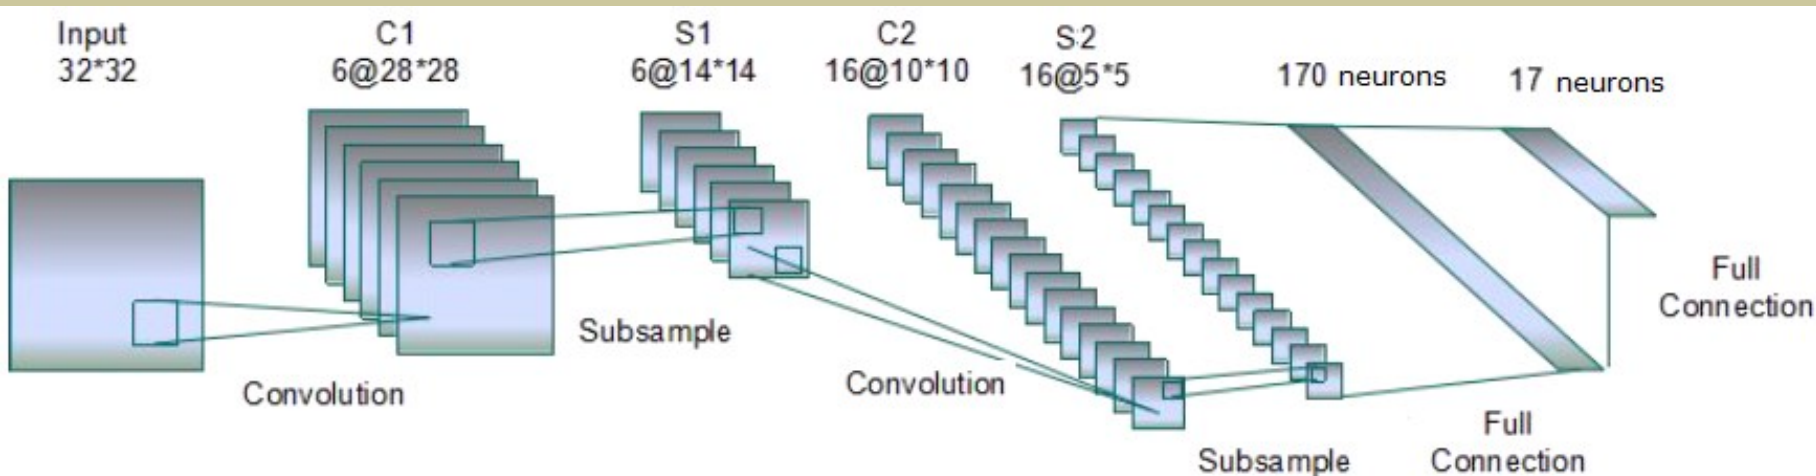 Input
32*32
C1
6@28*28
S1
6@14*14
C2
16@10*10
S2
16@5*5
170 neurons
17 neurons
Convolution
Subsample
Convolution
Subsample
Full
Connection
Full
Connection